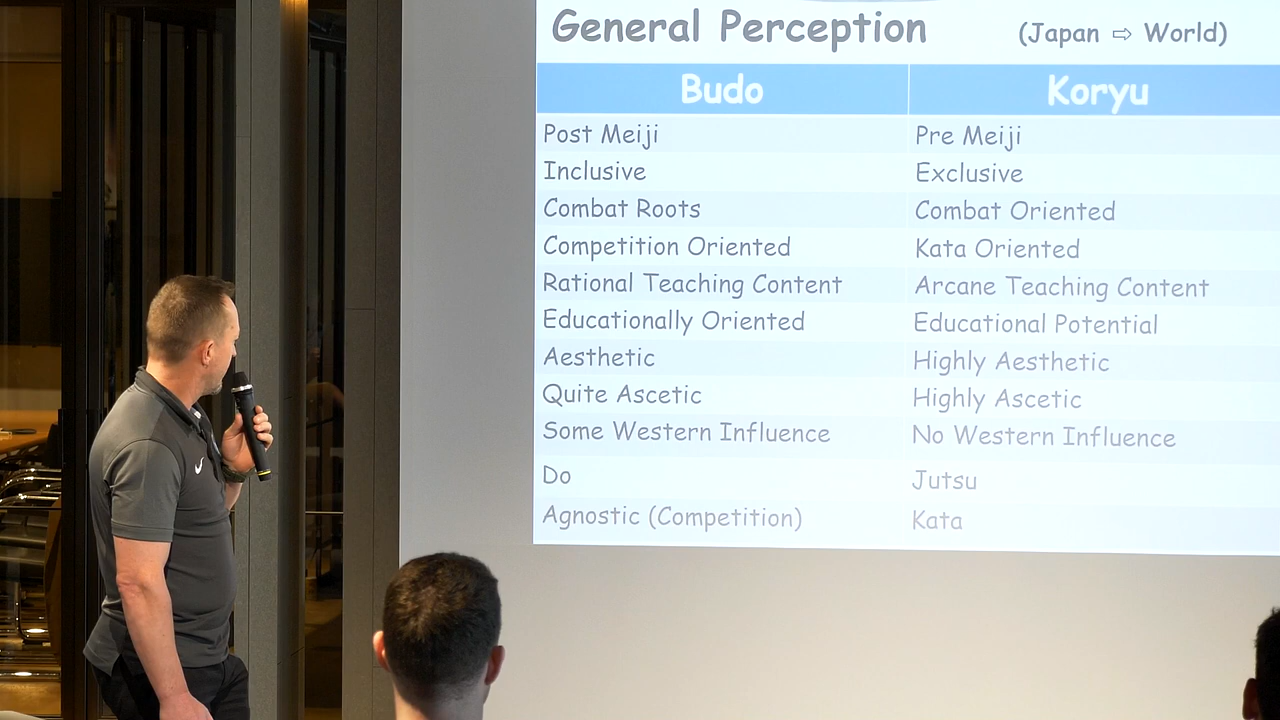 General Perception (Japan ⇨ World)
Budo Koryu
Post Meiji Pre Meiji
Inclusive Exclusive
Combat Roots Combat Oriented
Competition Oriented Kata Oriented
Rational Teaching Content Arcane Teaching Content
Educationally Oriented Educational Potential
Aesthetic Highly Aesthetic
Quite Ascetic Highly Ascetic
Some Western Influence No Western Influence
Do Jutsu
Agnostic (Competition) Kata